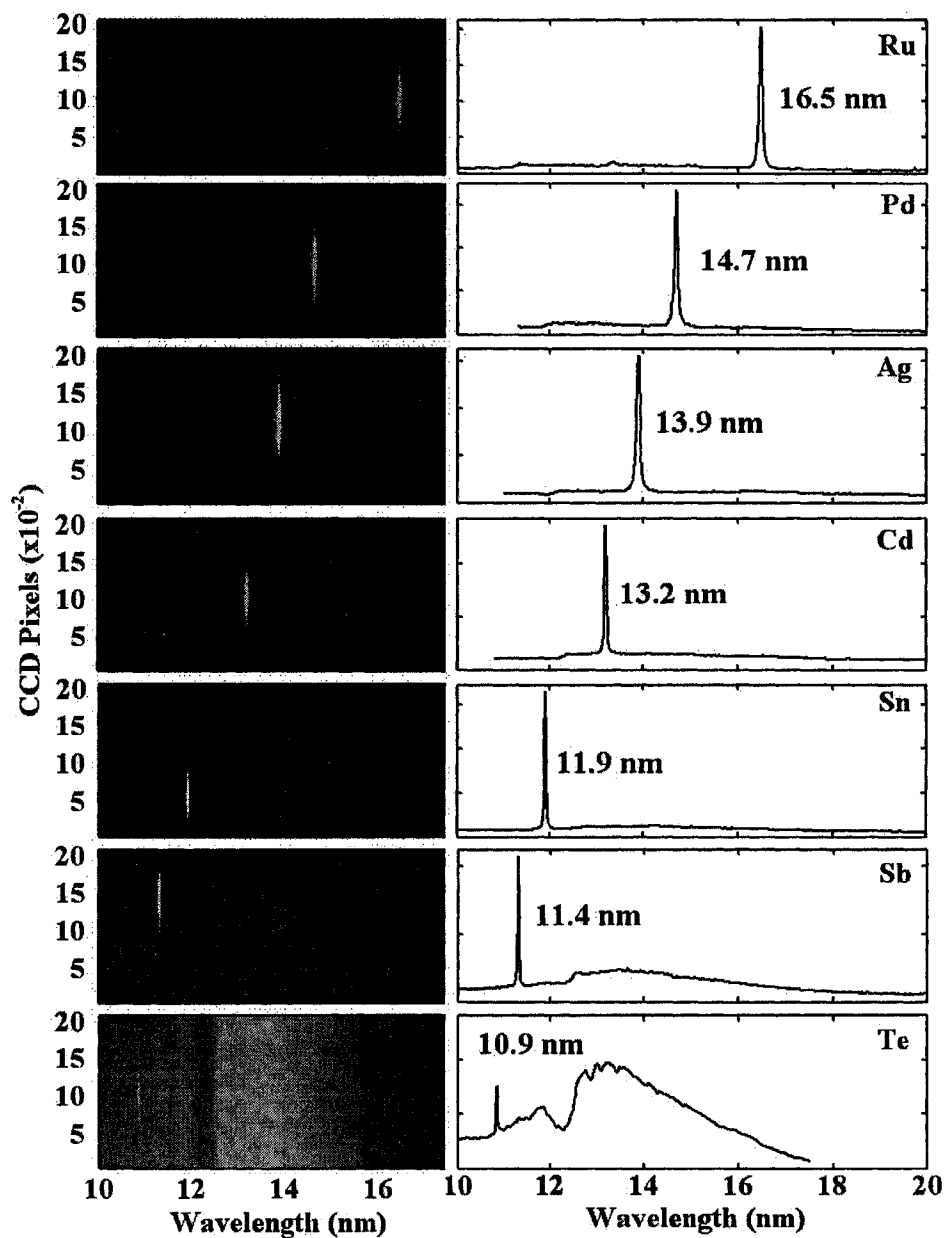 20
15
10
5
Ru
16.5 nm
20
15
10
5
Pd
14.7 nm
20
15
10
5
Ag
13.9 nm
20
15
10
5
Cd
13.2 nm
20
15
10
5
Sn
11.9 nm
20
15
10
5
Sb
11.4 nm
20
15
10
5
Te
10.9 nm
CCD Pixels (x10⁻²)
10 12 14 16
10 12 14 16 18 20
Wavelength (nm)
Wavelength (nm)